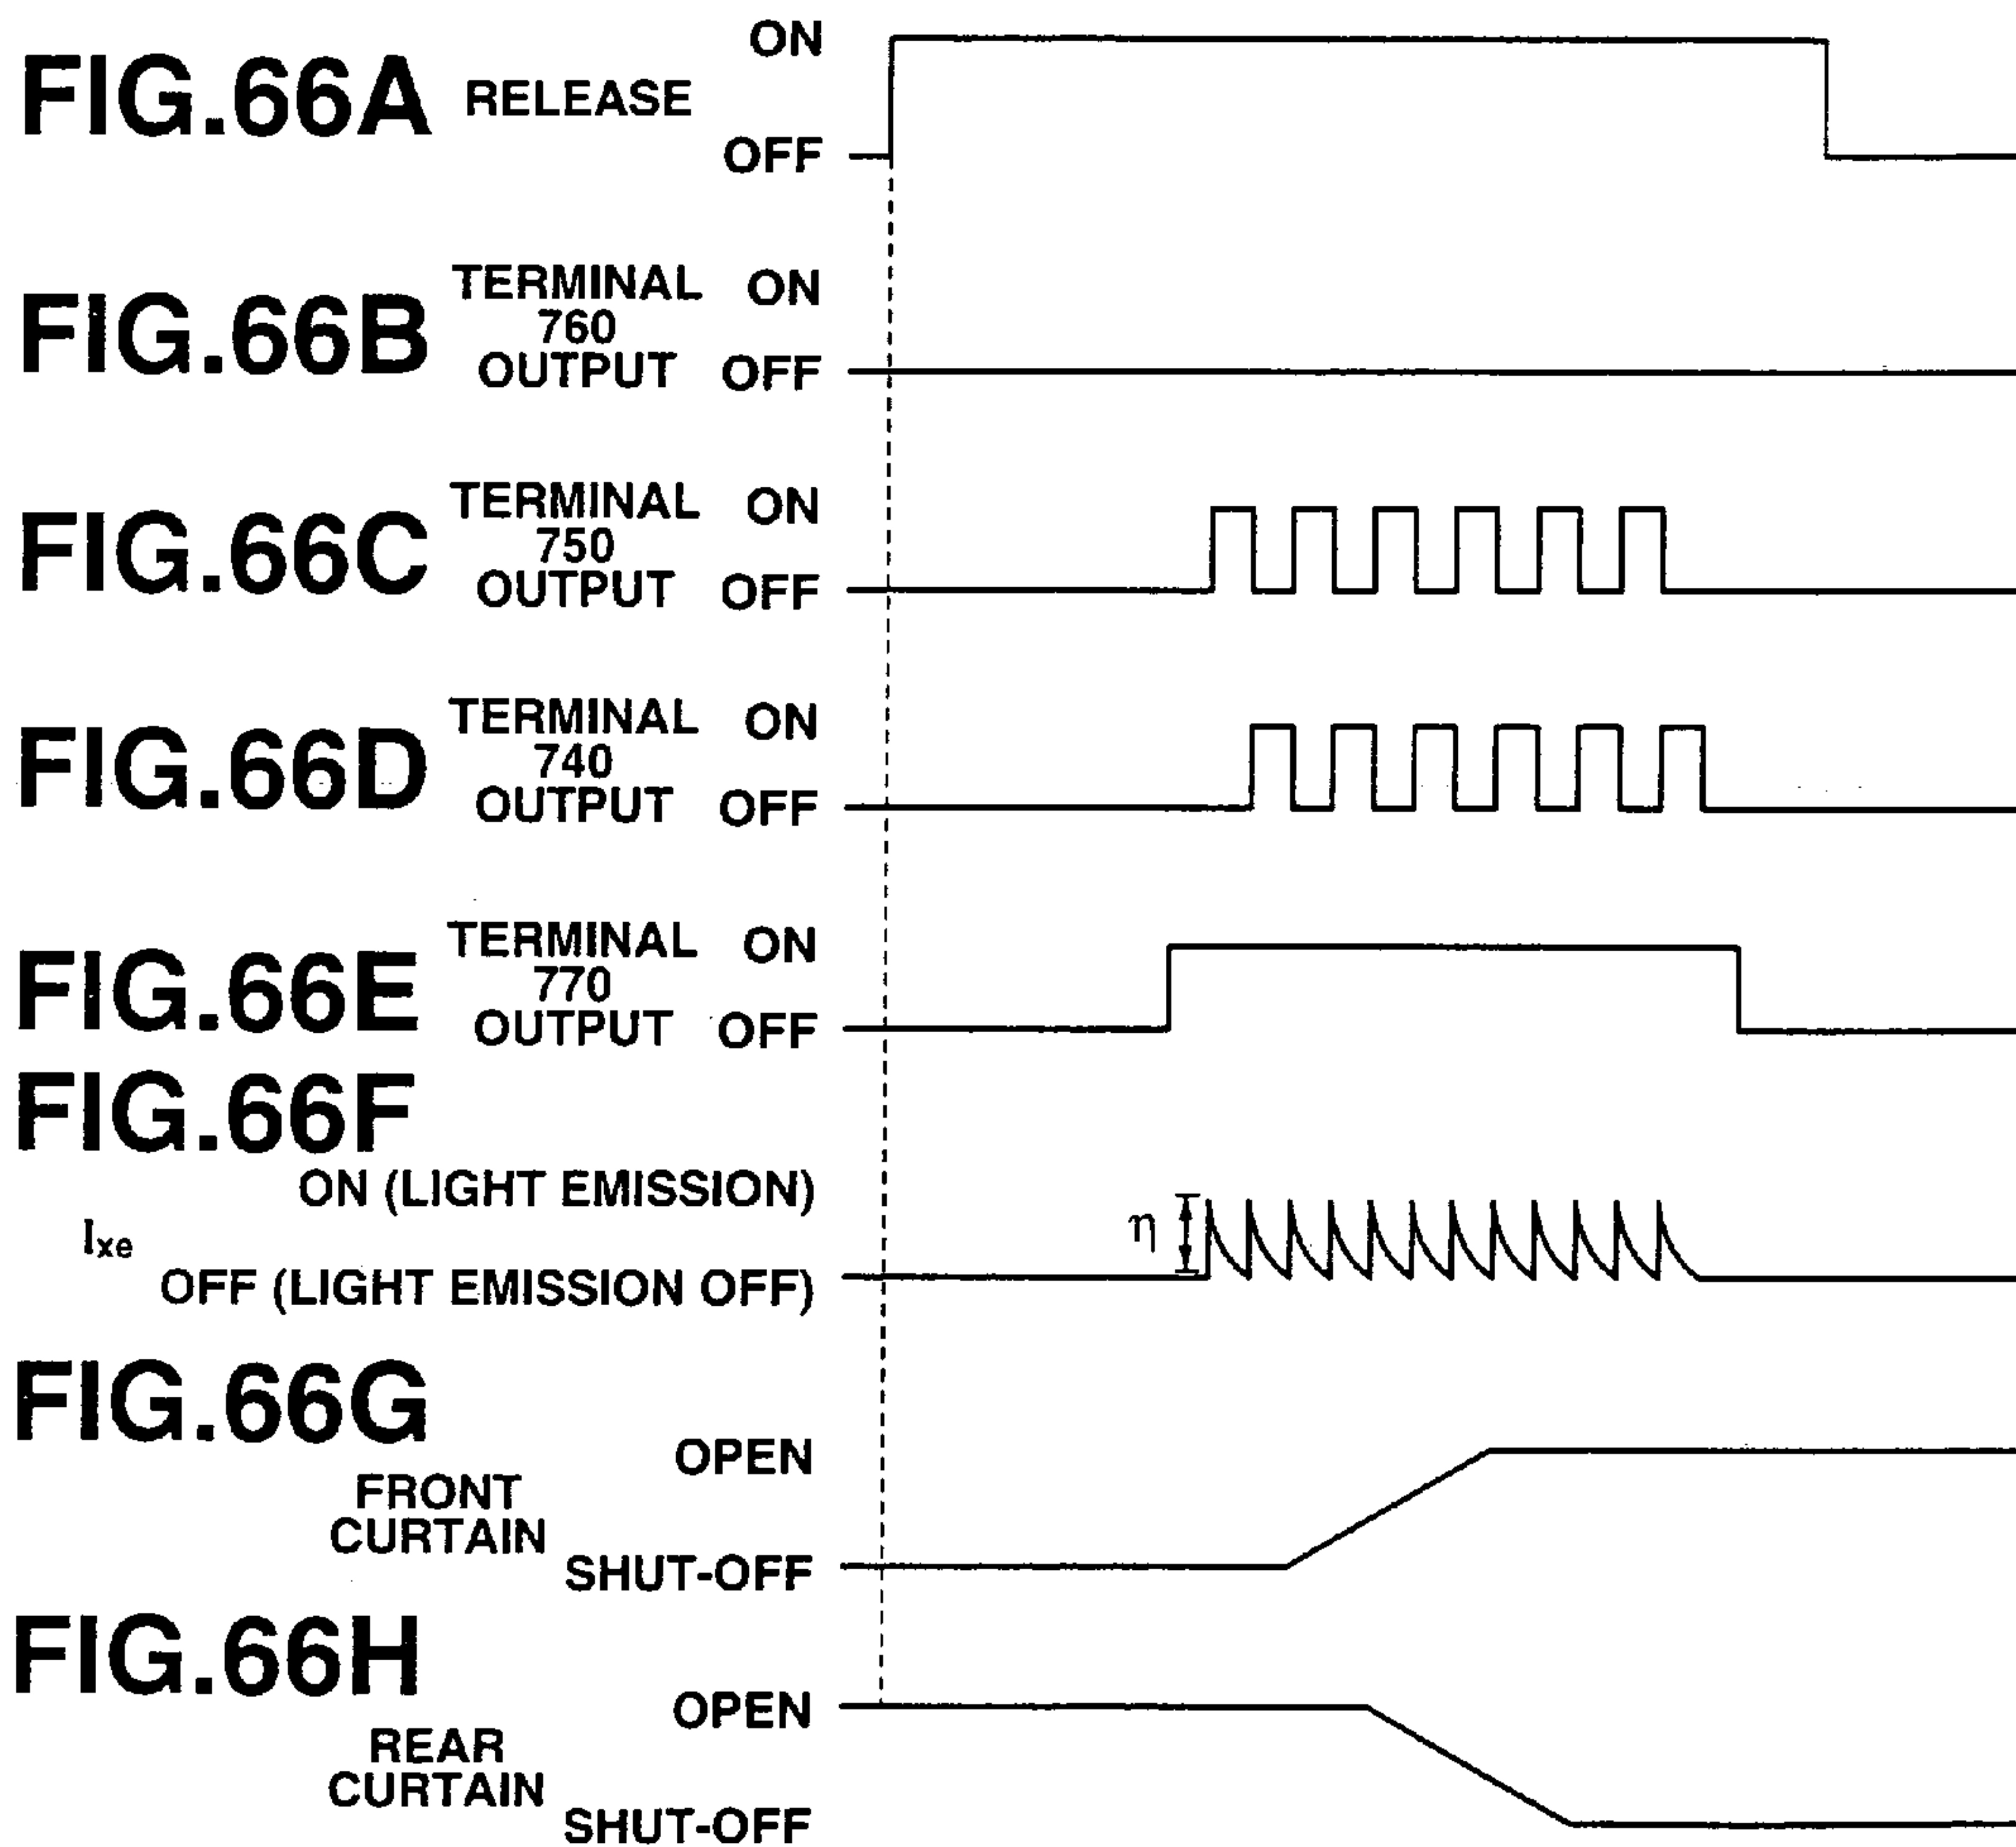 FIG.66A
RELEASE
ON
OFF
FIG.66B
TERMINAL
760
OUTPUT
ON
OFF
FIG.66C
TERMINAL
750
OUTPUT
ON
OFF
FIG.66D
TERMINAL
740
OUTPUT
ON
OFF
FIG.66E
TERMINAL
770
OUTPUT
ON
OFF
FIG.66F
ON (LIGHT EMISSION)
Ixe
OFF (LIGHT EMISSION OFF)
η
FIG.66G
FRONT
CURTAIN
OPEN
SHUT-OFF
FIG.66H
REAR
CURTAIN
OPEN
SHUT-OFF